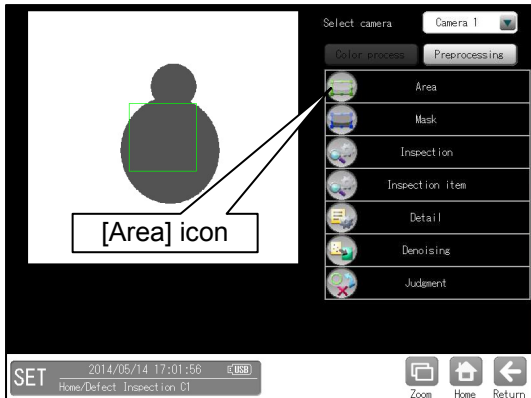 Select camera
Camera 1
Color process
Preprocessing
Area
Mask
Inspection
Inspection item
[Area] icon
Detail
Denoising
Judgment
SET
2014/05/14 17:01:56
USB
Home/Defect Inspection C1
Zoom
Home
Return